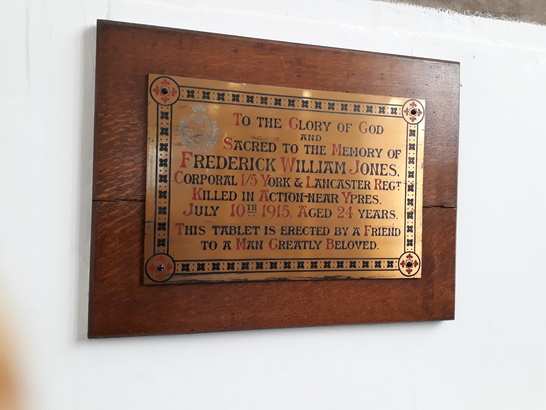 TO THE GLORY OF GOD
AND
SACRED TO THE MEMORY OF
FREDERICK WILLIAM JONES.
CORPORAL 1/5 YORK & LANCASTER REGT
KILLED IN ACTION-NEAR YPRES.
JULY 10TH 1915. AGED 24 YEARS.
THIS TABLET IS ERECTED BY A FRIEND
TO A MAN GREATLY BELOVED.